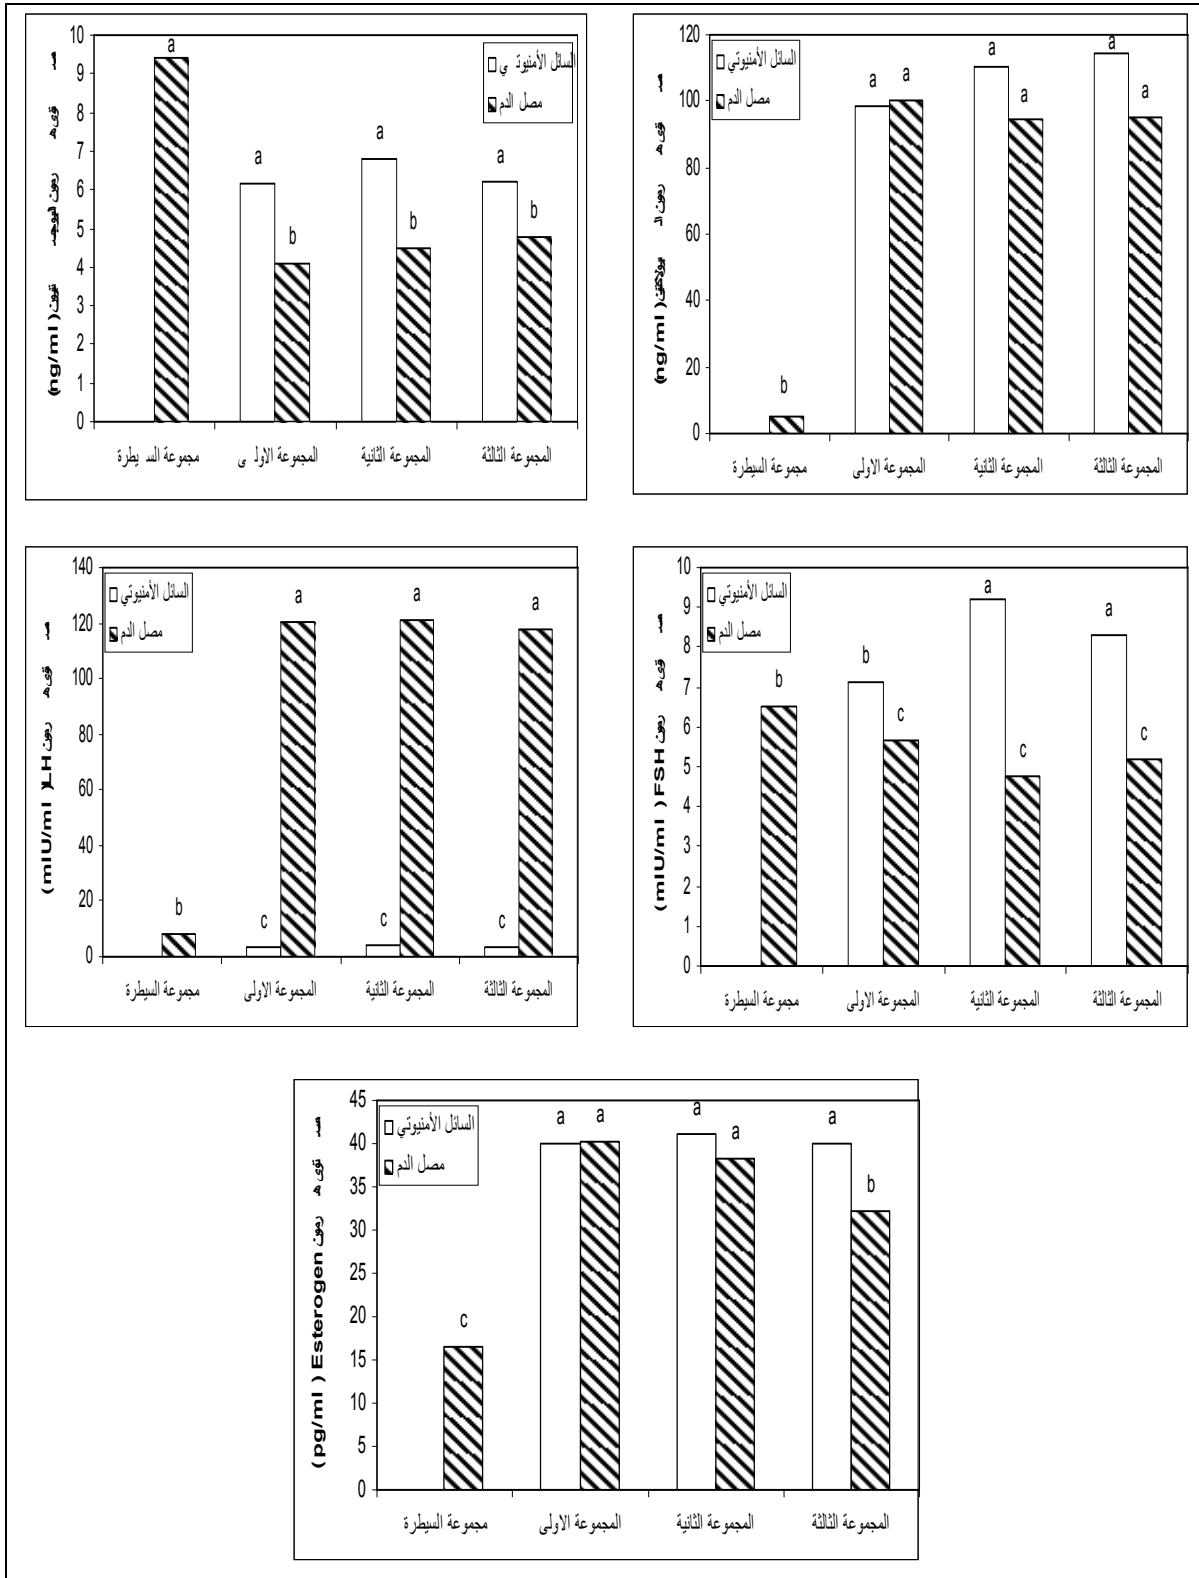 10
9
8
7
6
5
4
3
2
1
0
(ng/ml)
السائل الأمنيوتي
مصل الدم
a
a
b
a
b
a
b
مجموعة السيطرة
المجموعة الاولى
المجموعة الثانية
المجموعة الثالثة
120
100
80
60
40
20
0
(ng/ml)
السائل الأمنيوتي
مصل الدم
b
a
a
a
a
a
a
مجموعة السيطرة
المجموعة الاولى
المجموعة الثانية
المجموعة الثالثة
140
120
100
80
60
40
20
0
LH (mIU/ml)
السائل الأمنيوتي
مصل الدم
b
c
a
c
a
c
a
مجموعة السيطرة
المجموعة الاولى
المجموعة الثانية
المجموعة الثالثة
10
9
8
7
6
5
4
3
2
1
0
FSH (mIU/ml)
السائل الأمنيوتي
مصل الدم
b
b
c
a
c
a
c
مجموعة السيطرة
المجموعة الاولى
المجموعة الثانية
المجموعة الثالثة
45
40
35
30
25
20
15
10
5
0
Esterogen (pg/ml)
السائل الأمنيوتي
مصل الدم
c
a
a
a
a
a
b
مجموعة السيطرة
المجموعة الاولى
المجموعة الثانية
المجموعة الثالثة